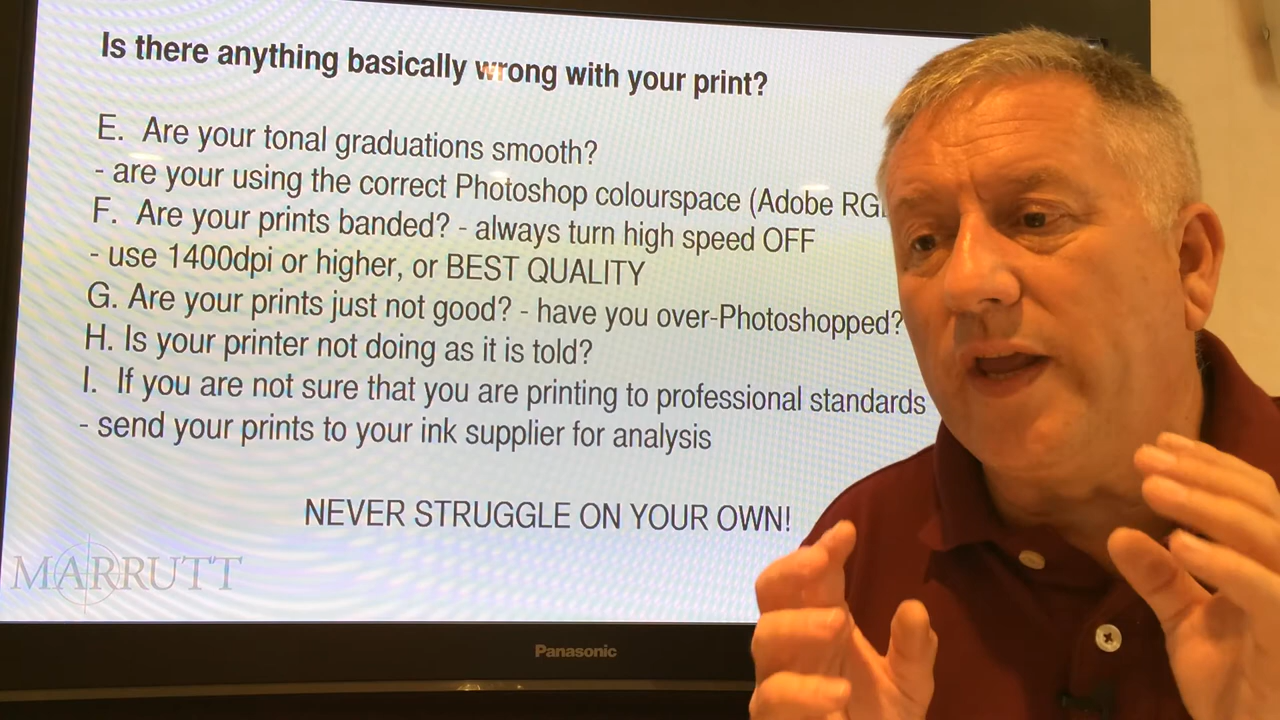 Is there anything basically wrong with your print?
E. Are your tonal graduations smooth?
- are your using the correct Photoshop colourspace (Adobe RG
F. Are your prints banded? - always turn high speed OFF
- use 1400dpi or higher, or BEST QUALITY
G. Are your prints just not good? - have you over-Photoshopped?
H. Is your printer not doing as it is told?
I. If you are not sure that you are printing to professional standards
- send your prints to your ink supplier for analysis
NEVER STRUGGLE ON YOUR OWN!
MARRUTT
Panasonic